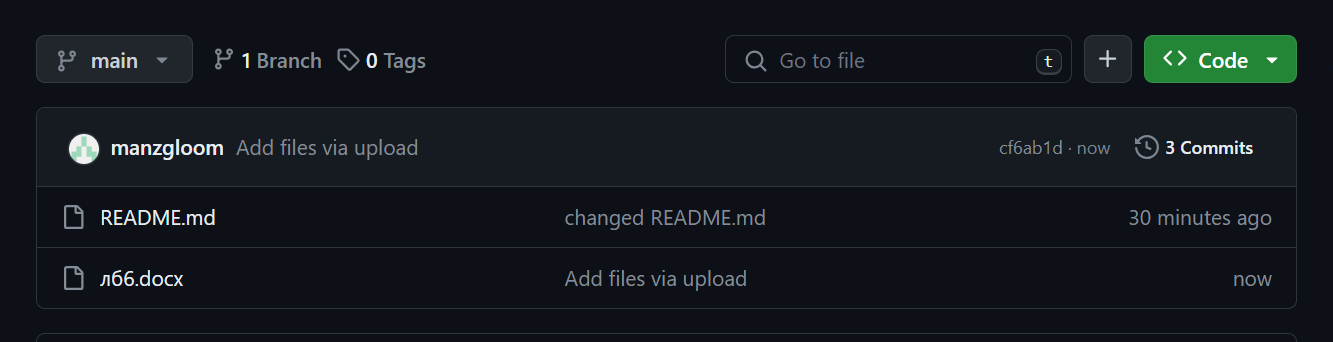 main 1 Branch 0 Tags Go to file t + Code
manzgloom Add files via upload cf6ab1d · now 3 Commits
README.md changed README.md 30 minutes ago
лб6.docx Add files via upload now